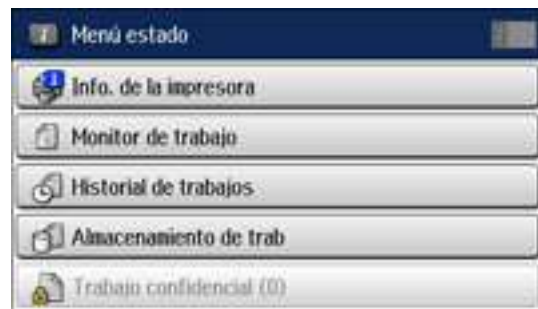 Menú estado
Info. de la impresora
Monitor de trabajo
Historial de trabajos
Almacenamiento de trab
Trabajo confidencial (0)